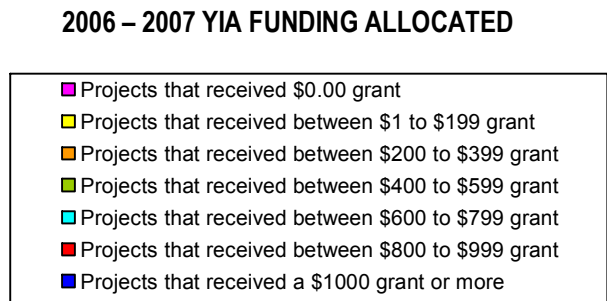 2006 – 2007 YIA FUNDING ALLOCATED
Projects that received $0.00 grant
Projects that received between $1 to $199 grant
Projects that received between $200 to $399 grant
Projects that received between $400 to $599 grant
Projects that received between $600 to $799 grant
Projects that received between $800 to $999 grant
Projects that received a $1000 grant or more